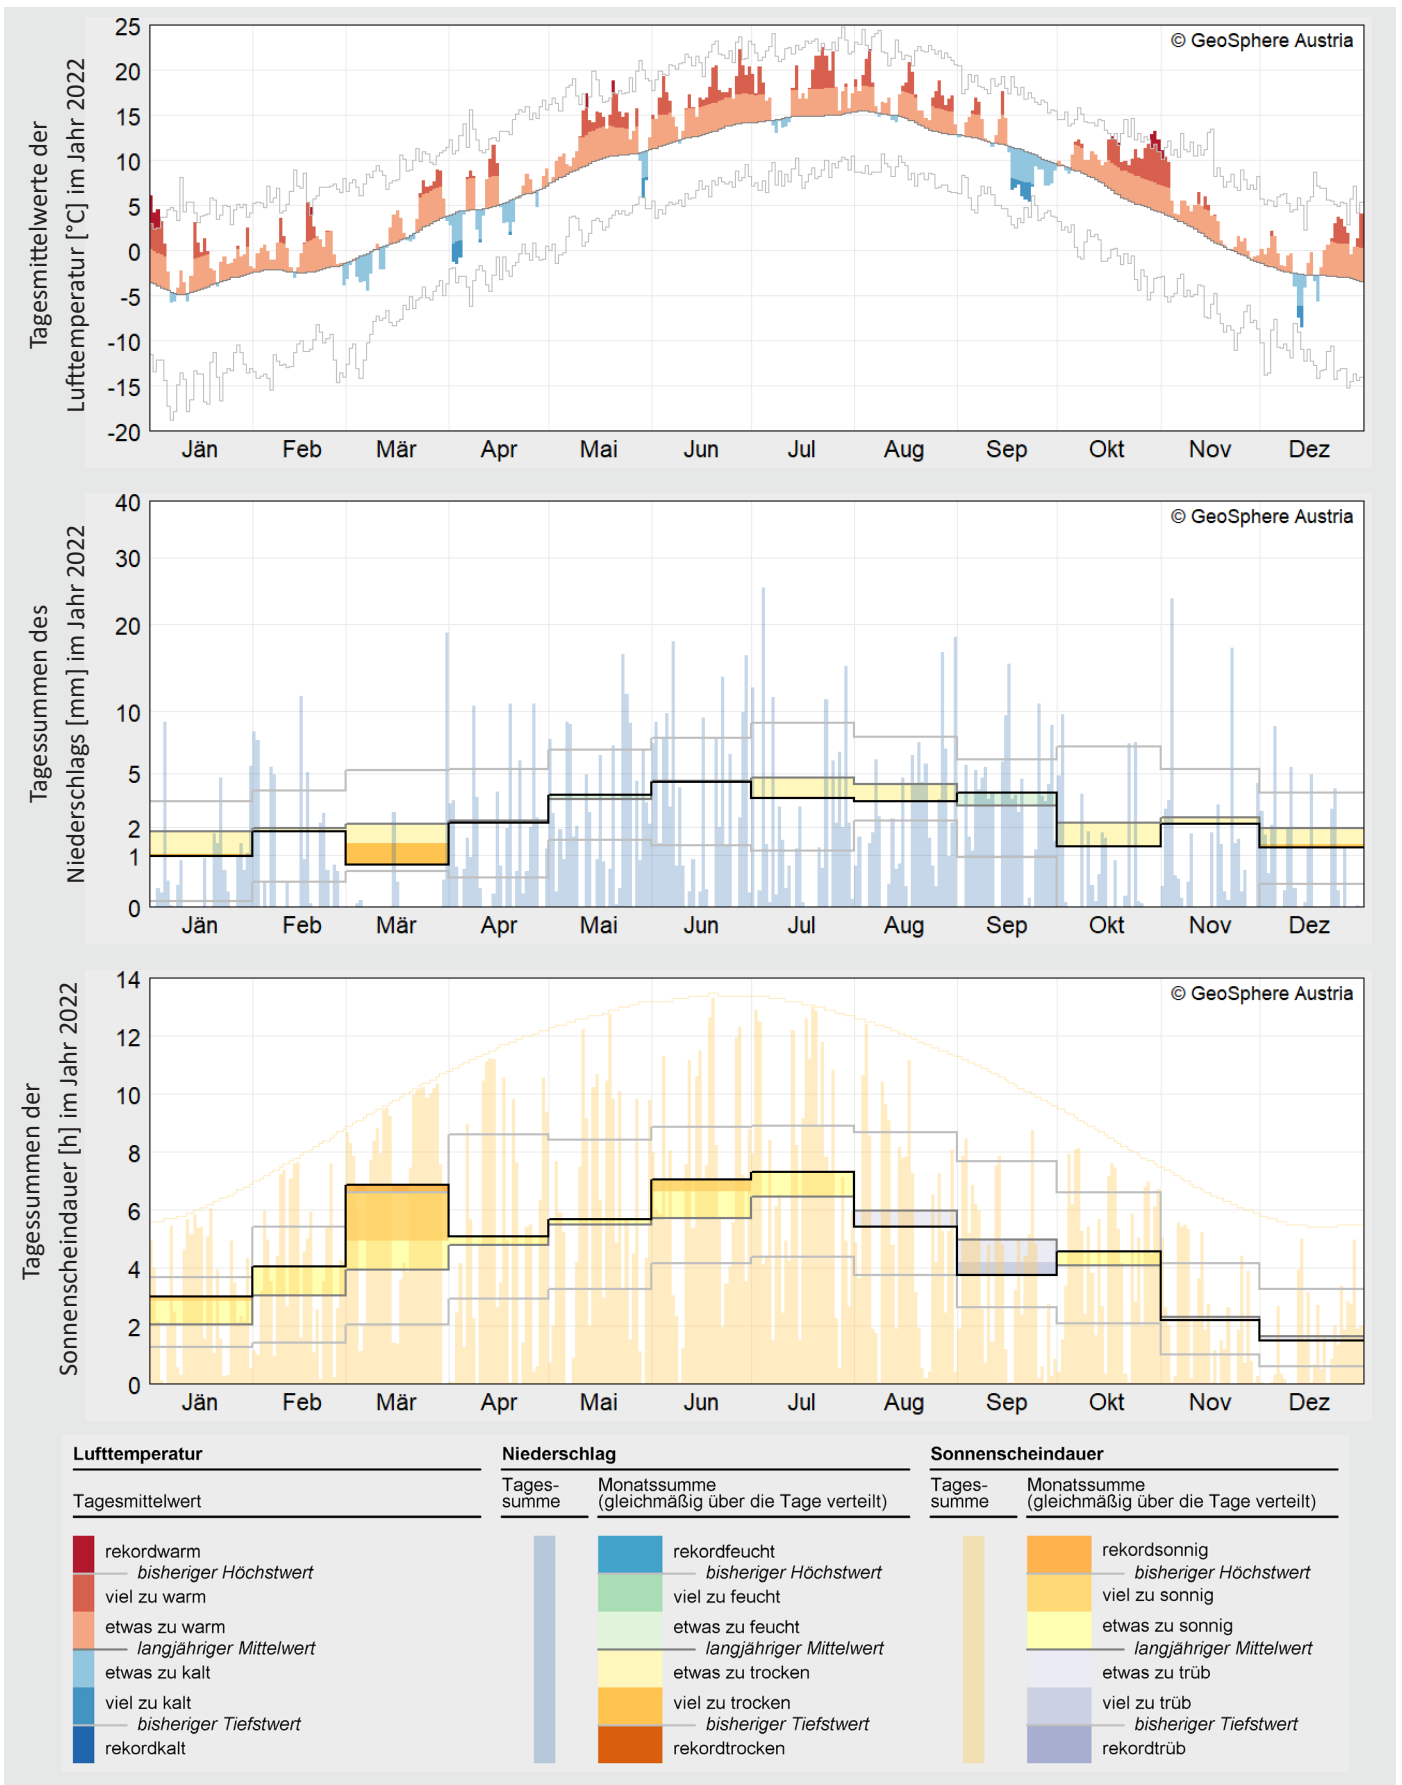 Tagesmittelwerte der
Lufttemperatur [°C] im Jahr 2022
25
20
15
10
5
0
-5
-10
-15
-20
© GeoSphere Austria
Jän Feb Mär Apr Mai Jun Jul Aug Sep Okt Nov Dez
Tagessummen des
Niederschlags [mm] im Jahr 2022
40
30
20
10
5
2
1
0
© GeoSphere Austria
Jän Feb Mär Apr Mai Jun Jul Aug Sep Okt Nov Dez
Tagessummen der
Sonnenscheindauer [h] im Jahr 2022
14
12
10
8
6
4
2
0
© GeoSphere Austria
Jän Feb Mär Apr Mai Jun Jul Aug Sep Okt Nov Dez
Lufttemperatur
Tagesmittelwert
rekordwarm
bisheriger Höchstwert
viel zu warm
etwas zu warm
langjähriger Mittelwert
etwas zu kalt
viel zu kalt
bisheriger Tiefstwert
rekordkalt
Niederschlag
Tages-
summe
Monatssumme
(gleichmäßig über die Tage verteilt)
rekordfeucht
bisheriger Höchstwert
viel zu feucht
etwas zu feucht
langjähriger Mittelwert
etwas zu trocken
viel zu trocken
bisheriger Tiefstwert
rekordtrocken
Sonnenscheindauer
Tages-
summe
Monatssumme
(gleichmäßig über die Tage verteilt)
rekordsonnig
bisheriger Höchstwert
viel zu sonnig
etwas zu sonnig
langjähriger Mittelwert
etwas zu trüb
viel zu trüb
bisheriger Tiefstwert
rekordtrüb